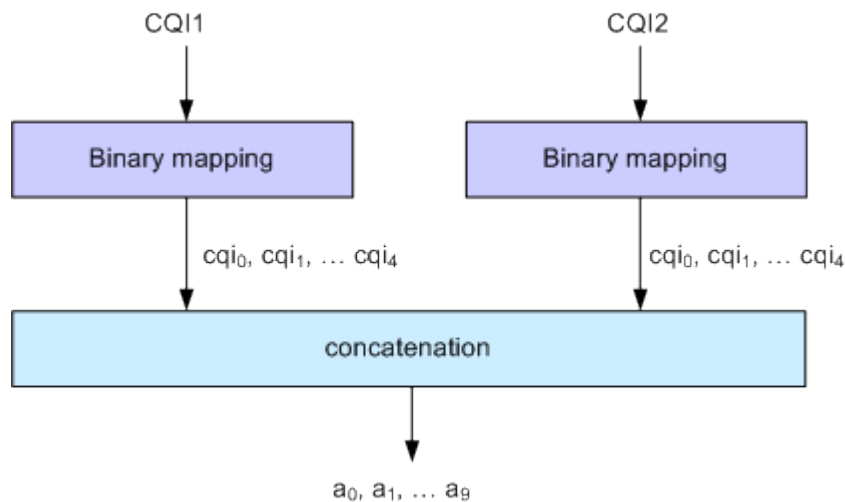 CQI1
CQI2
Binary mapping
Binary mapping
cqi₀, cqi₁, … cqi₄
cqi₀, cqi₁, … cqi₄
concatenation
a₀, a₁, … a₉